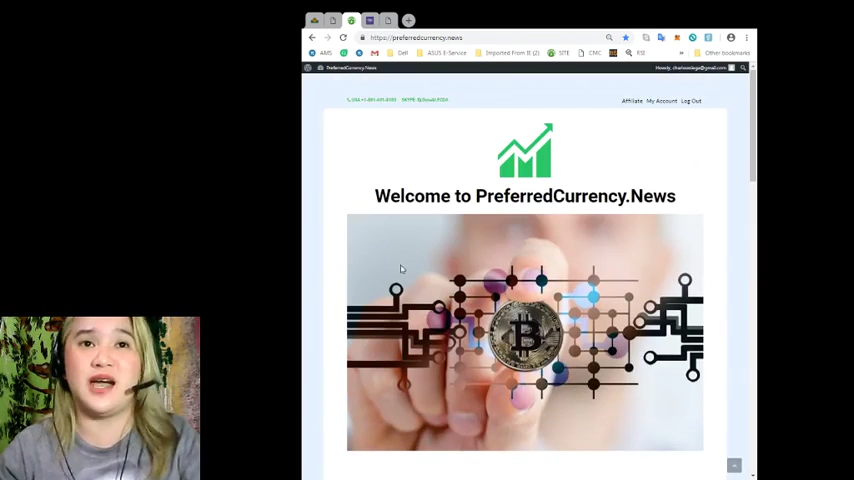 https://preferredcurrency.news
AMS
Dell
ASUS E-Service
Imported From IE (2)
SITE
CMC
RSI
Other bookmarks
PreferredCurrency.News
Affiliate My Account Log Out
Welcome to PreferredCurrency.News